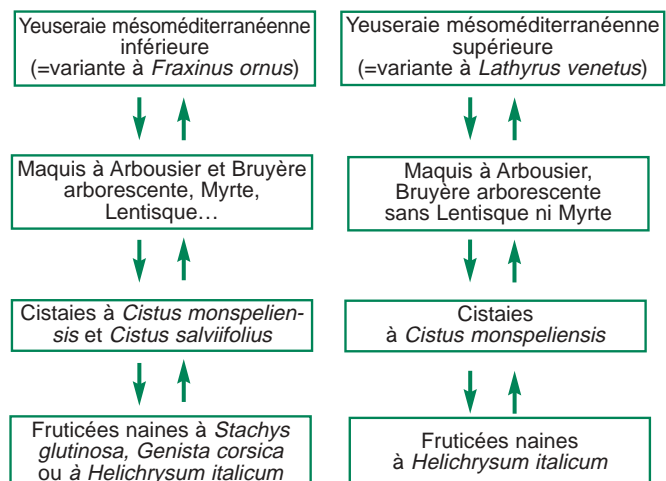 Yeuseraie mésoméditerranéenne
inférieure
(=variante à Fraxinus ornus)
Maquis à Arbousier et Bruyère
arborescente, Myrte,
Lentisque...
Cistaies à Cistus monspelien-
sis et Cistus salviifolius
Fruticées naines à Stachys
glutinosa, Genista corsica
ou à Helichrysum italicum
Yeuseraie mésoméditerranéenne
supérieure
(=variante à Lathyrus venetus)
Maquis à Arbousier,
Bruyère arborescente
sans Lentisque ni Myrte
Cistaies
à Cistus monspeliensis
Fruticées naines
à Helichrysum italicum